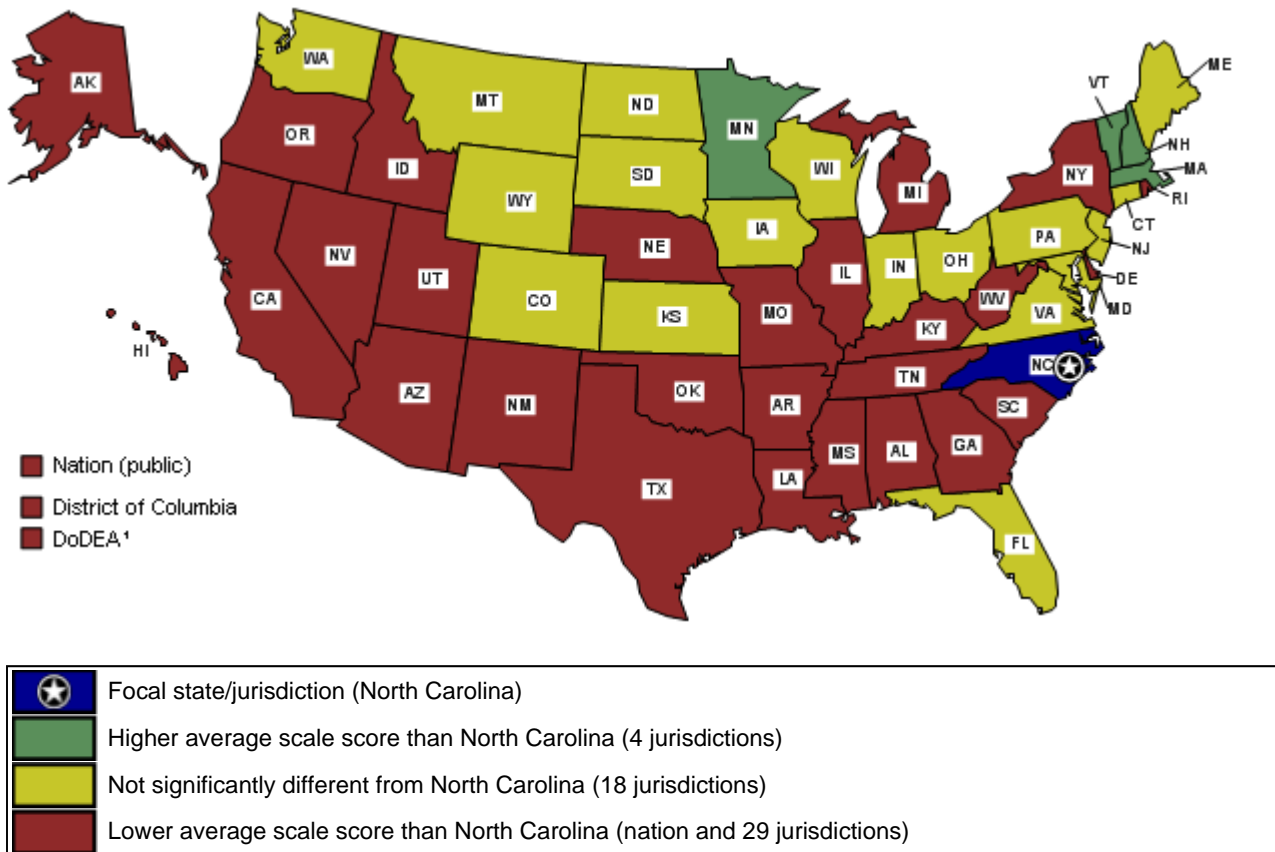 WA
ME
VT
AK
MT
ND
MN
OR
NH
ID
WI
SD
MA
NY
MI
RI
WY
CT
IA
PA
NE
NJ
NV
OH
IN
IL
UT
DE
CA
CO
WV
MD
MO
KS
VA
KY
HI
NC
TN
OK
AZ
NM
AR
SC
GA
MS
AL
Nation (public)
LA
TX
District of Columbia
DoDEA¹
FL
Focal state/jurisdiction (North Carolina)
Higher average scale score than North Carolina (4 jurisdictions)
Not significantly different from North Carolina (18 jurisdictions)
Lower average scale score than North Carolina (nation and 29 jurisdictions)